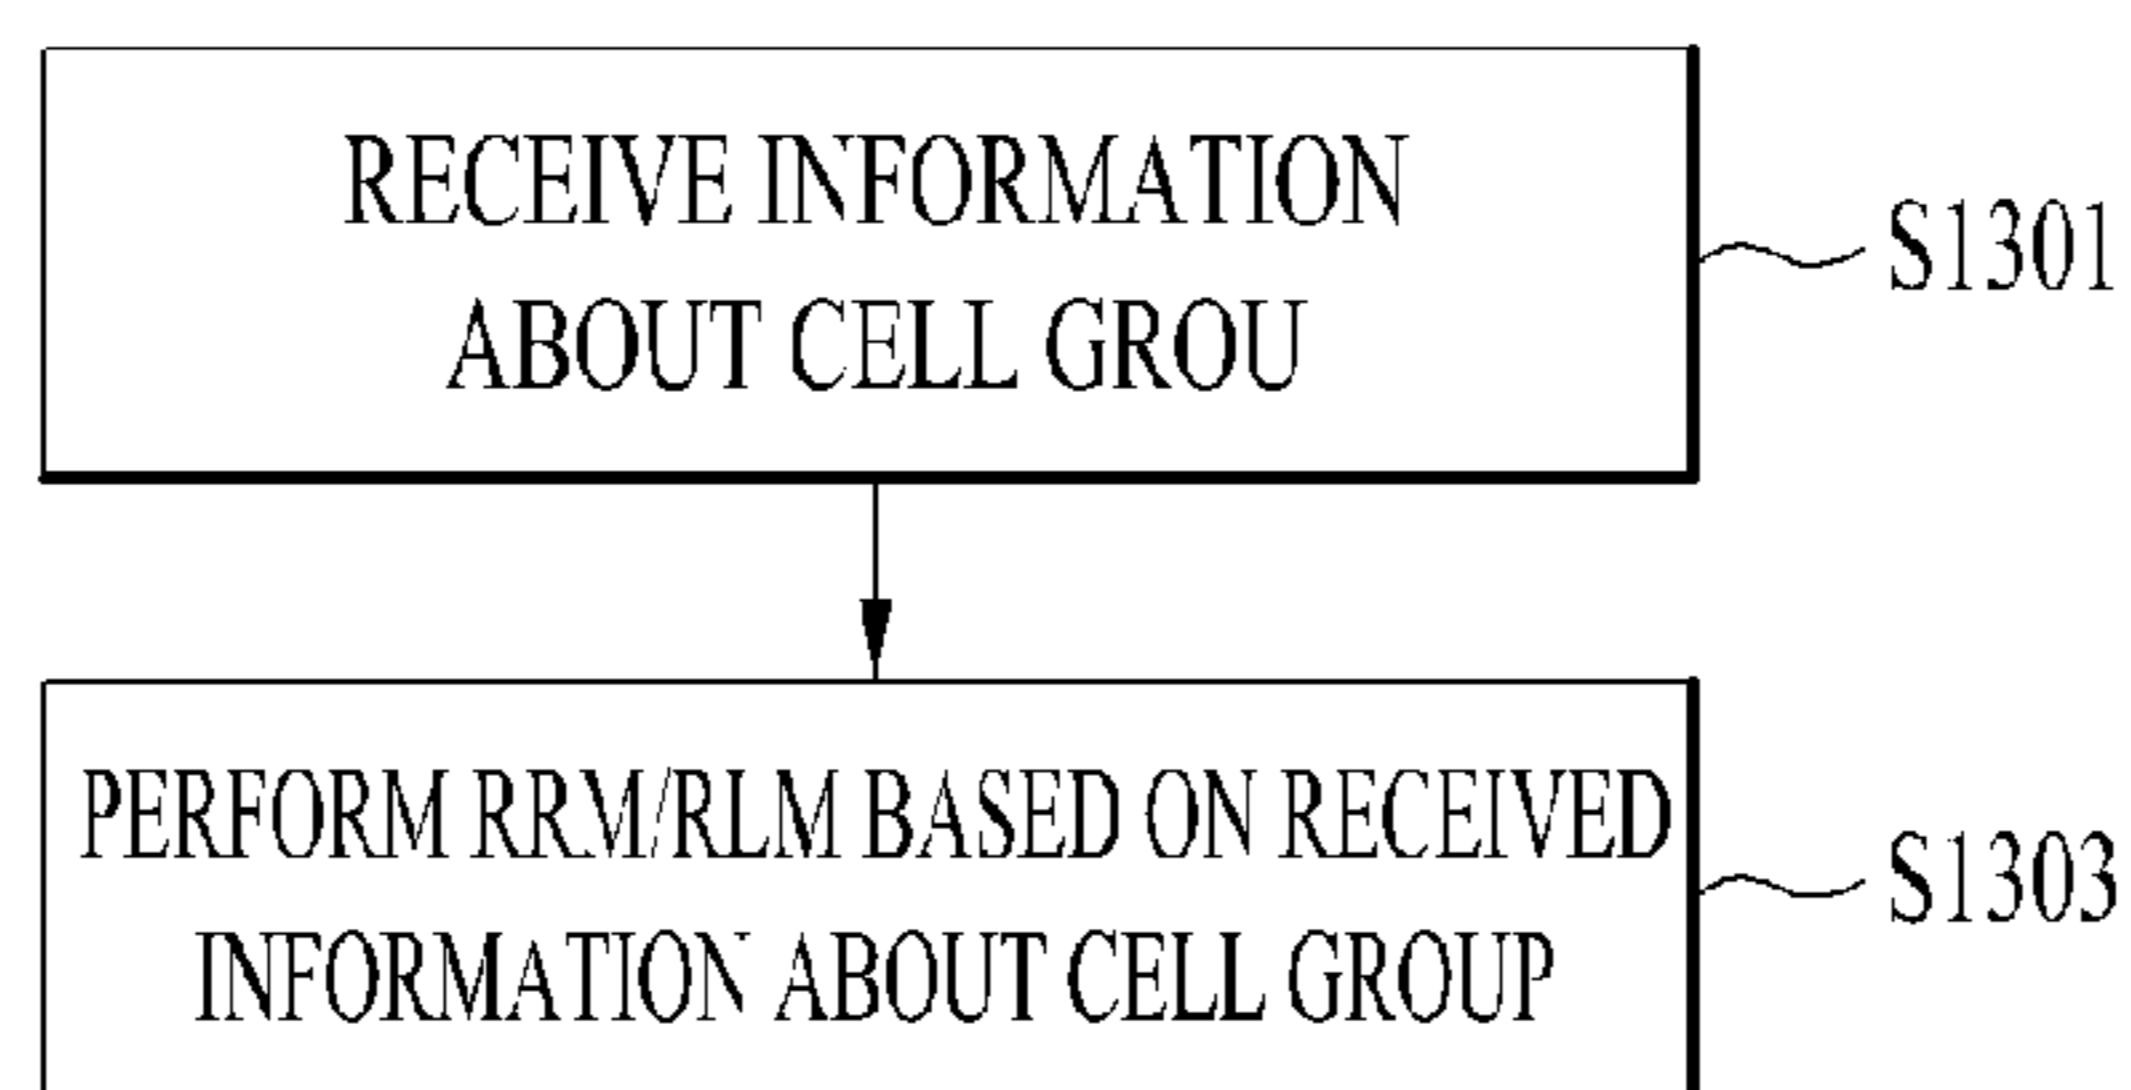 RECEIVE INFORMATION
ABOUT CELL GROU
S1301
PERFORM RRM/RLM BASED ON RECEIVED
INFORMATION ABOUT CELL GROUP
S1303